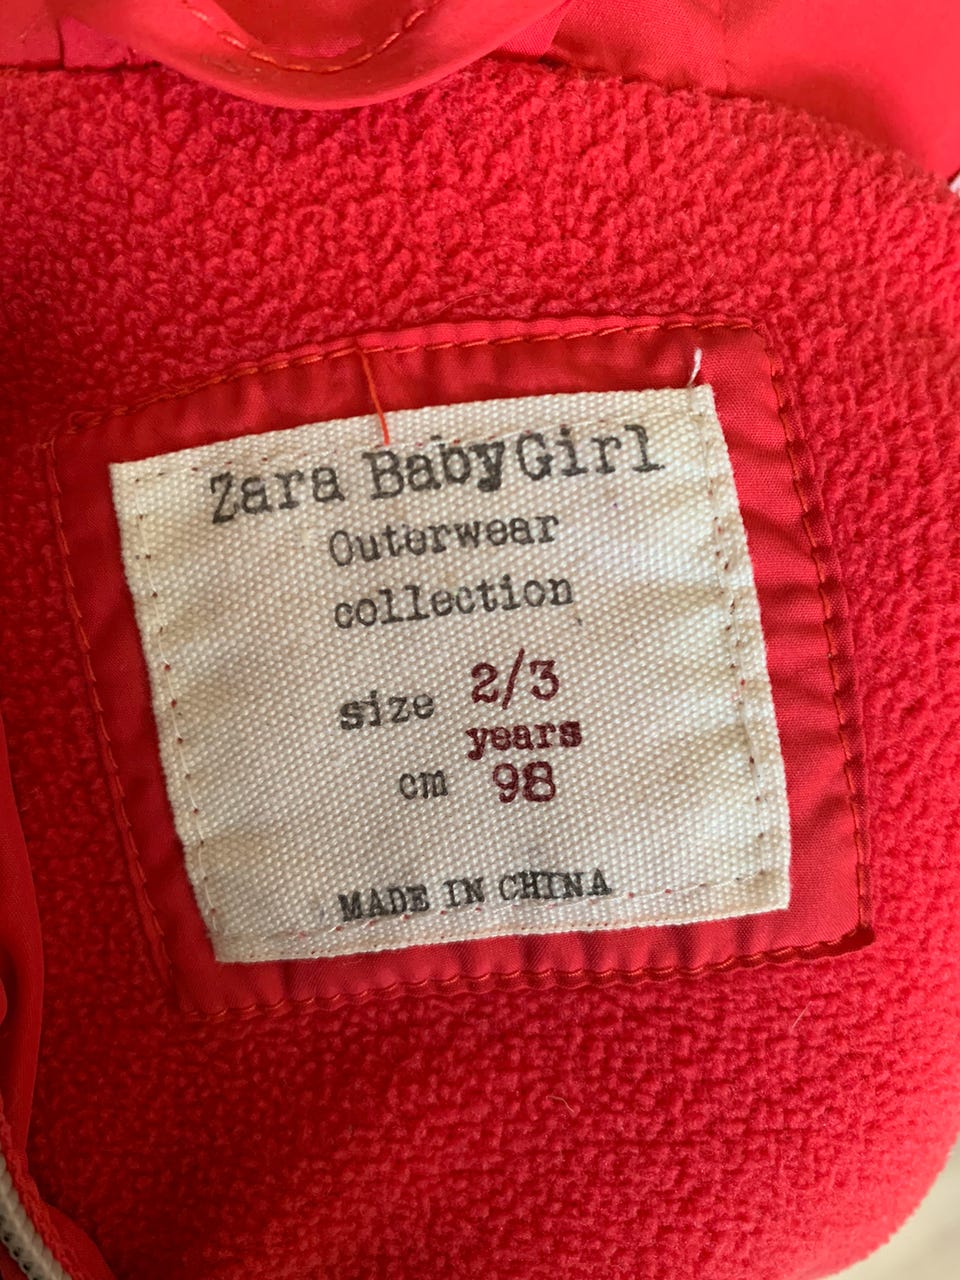 Zara BabyGirl
Outerwear
collection
size 2/3
years
cm 98
MADE IN CHINA